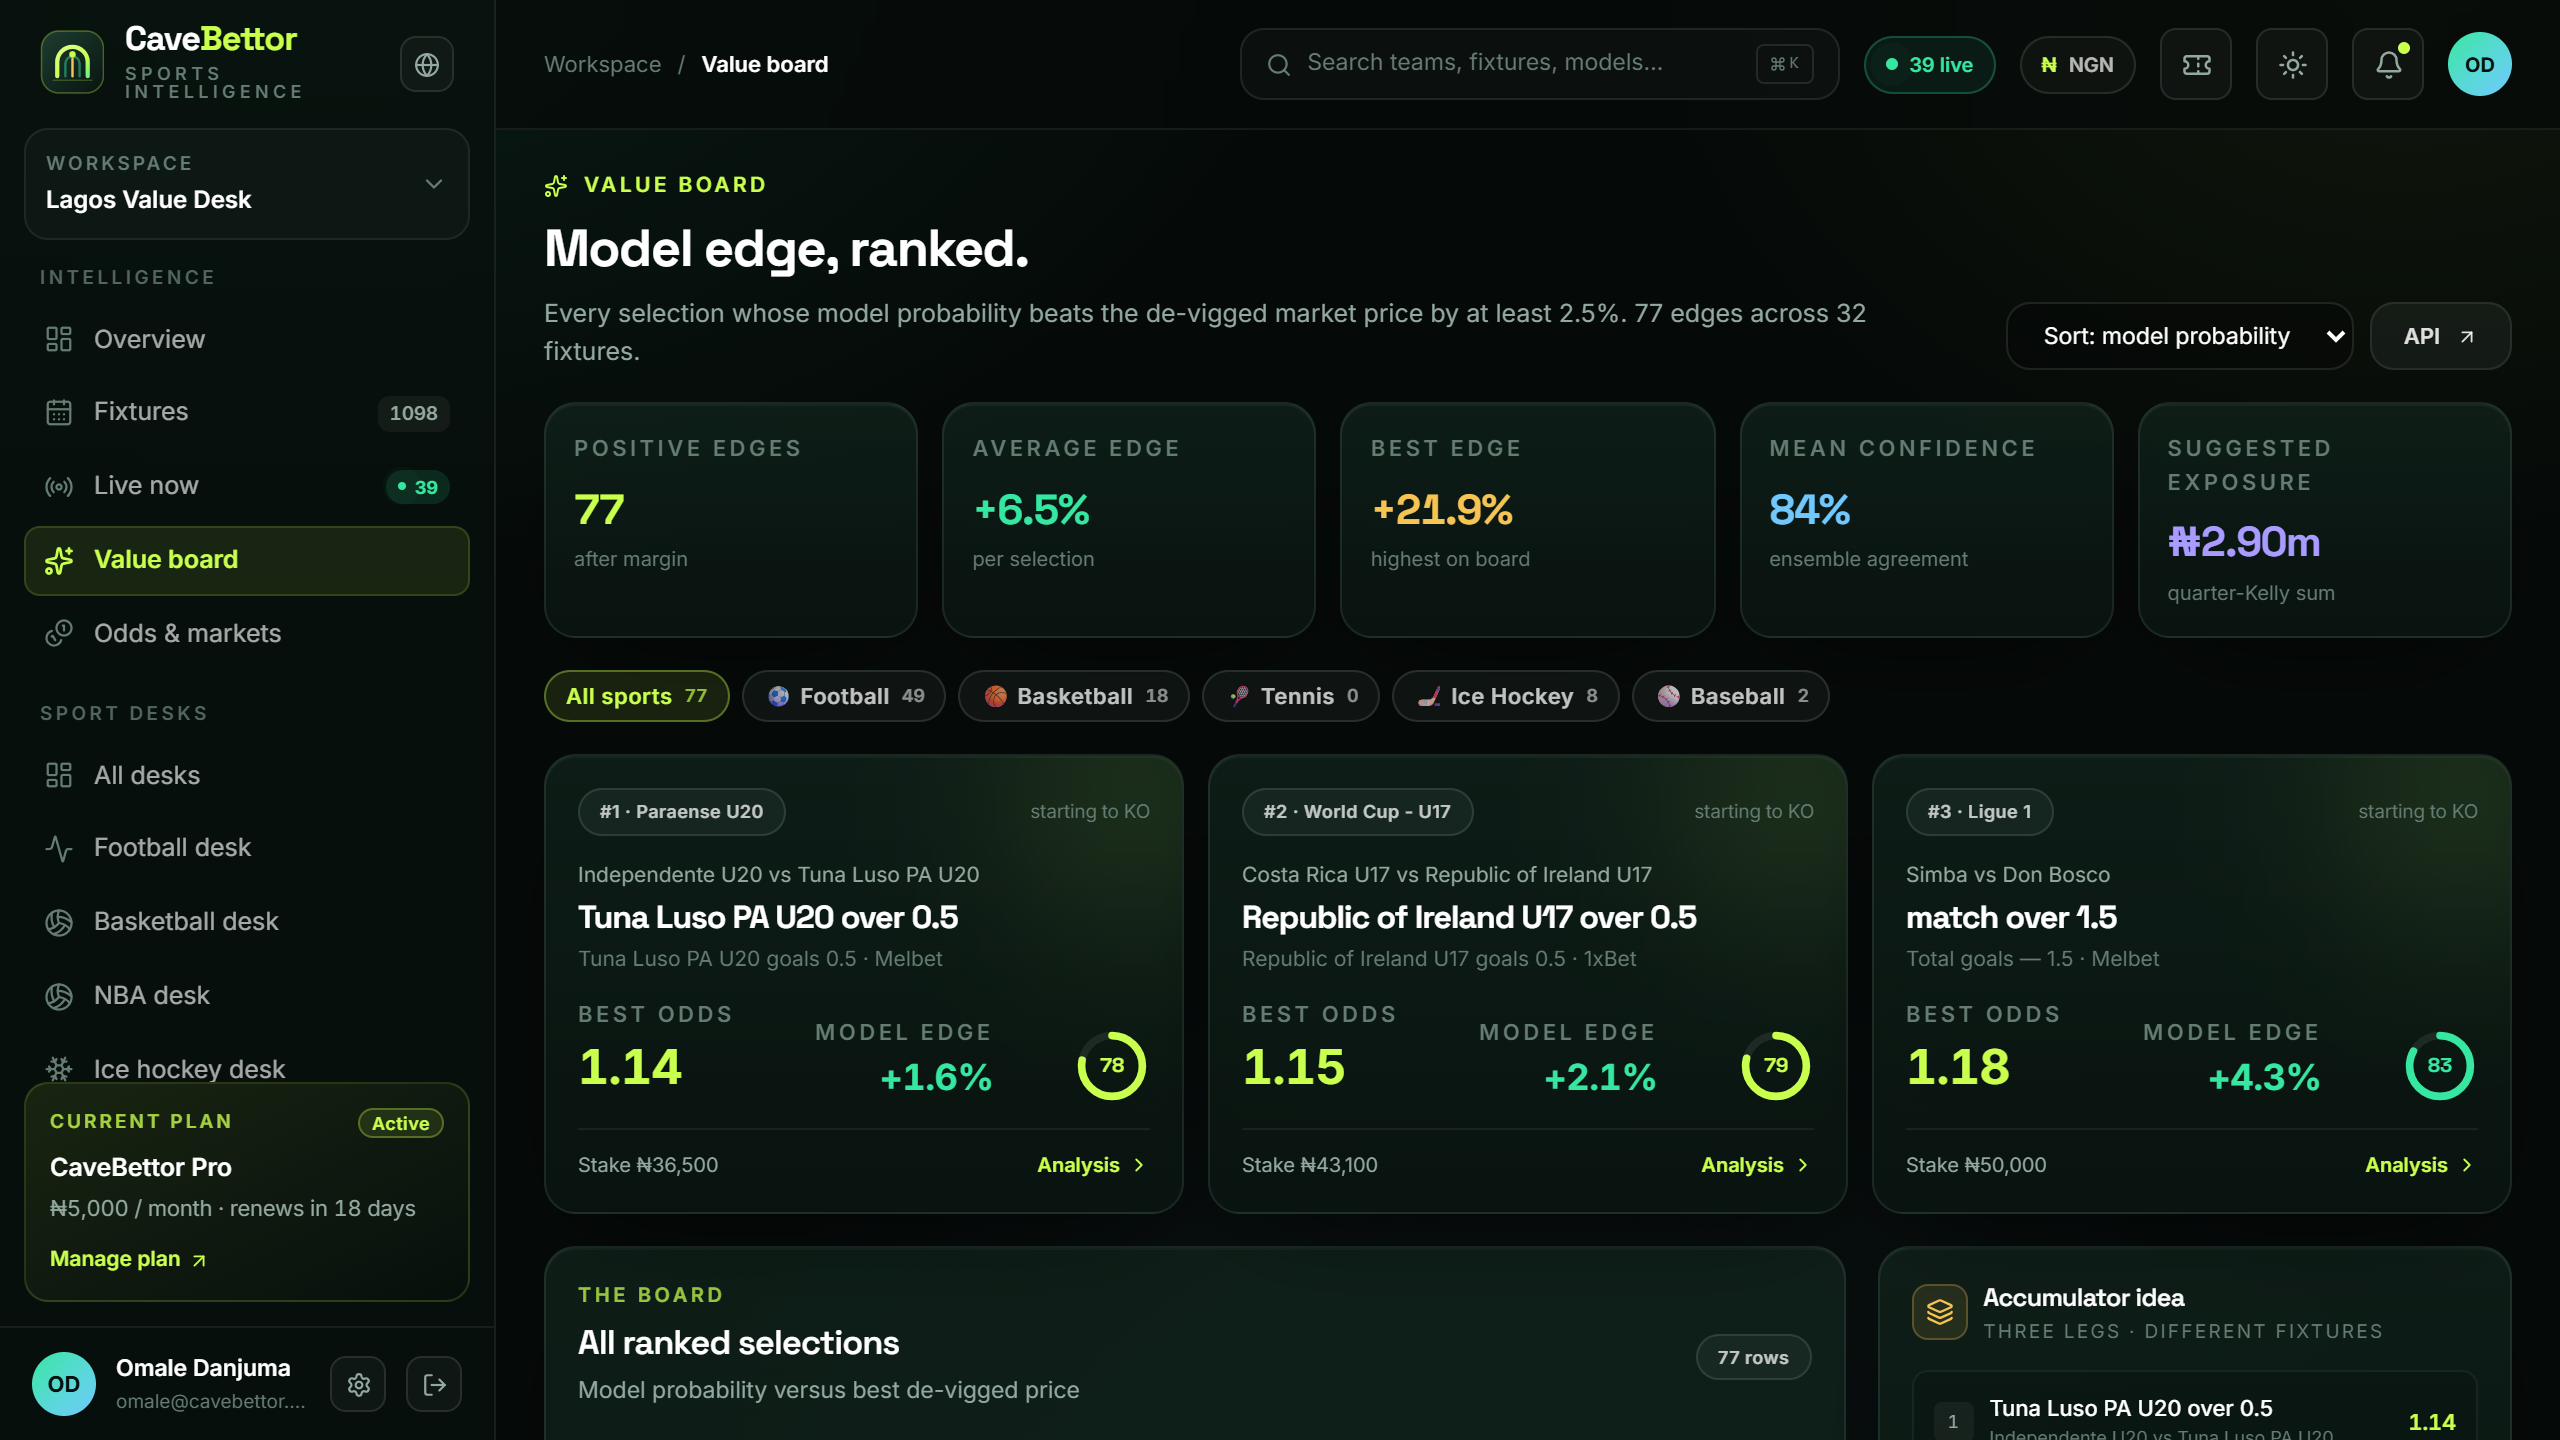 CaveBettor
SPORTS
INTELLIGENCE
WORKSPACE
Lagos Value Desk
INTELLIGENCE
Overview
Fixtures 1098
Live now 39
Value board
Odds & markets
SPORT DESKS
All desks
Football desk
Basketball desk
NBA desk
Ice hockey desk
CURRENT PLAN Active
CaveBettor Pro
₦5,000 / month · renews in 18 days
Manage plan
OD Omale Danjuma
omale@cavebettor....
Workspace / Value board
Search teams, fixtures, models... ⌘K
39 live
₦ NGN
OD
VALUE BOARD
Model edge, ranked.
Every selection whose model probability beats the de-vigged market price by at least 2.5%. 77 edges across 32
fixtures.
Sort: model probability
API
POSITIVE EDGES
77
after margin
AVERAGE EDGE
+6.5%
per selection
BEST EDGE
+21.9%
highest on board
MEAN CONFIDENCE
84%
ensemble agreement
SUGGESTED
EXPOSURE
₦2.90m
quarter-Kelly sum
All sports 77
Football 49
Basketball 18
Tennis 0
Ice Hockey 8
Baseball 2
#1 · Paraense U20 starting to KO
Independente U20 vs Tuna Luso PA U20
Tuna Luso PA U20 over 0.5
Tuna Luso PA U20 goals 0.5 · Melbet
BEST ODDS
1.14
MODEL EDGE
+1.6%
78
Stake ₦36,500 Analysis
#2 · World Cup - U17 starting to KO
Costa Rica U17 vs Republic of Ireland U17
Republic of Ireland U17 over 0.5
Republic of Ireland U17 goals 0.5 · 1xBet
BEST ODDS
1.15
MODEL EDGE
+2.1%
79
Stake ₦43,100 Analysis
#3 · Ligue 1 starting to KO
Simba vs Don Bosco
match over 1.5
Total goals — 1.5 · Melbet
BEST ODDS
1.18
MODEL EDGE
+4.3%
83
Stake ₦50,000 Analysis
THE BOARD
All ranked selections
Model probability versus best de-vigged price
77 rows
Accumulator idea
THREE LEGS · DIFFERENT FIXTURES
1 Tuna Luso PA U20 over 0.5 1.14
Independente U20 vs Tuna Luso PA U20